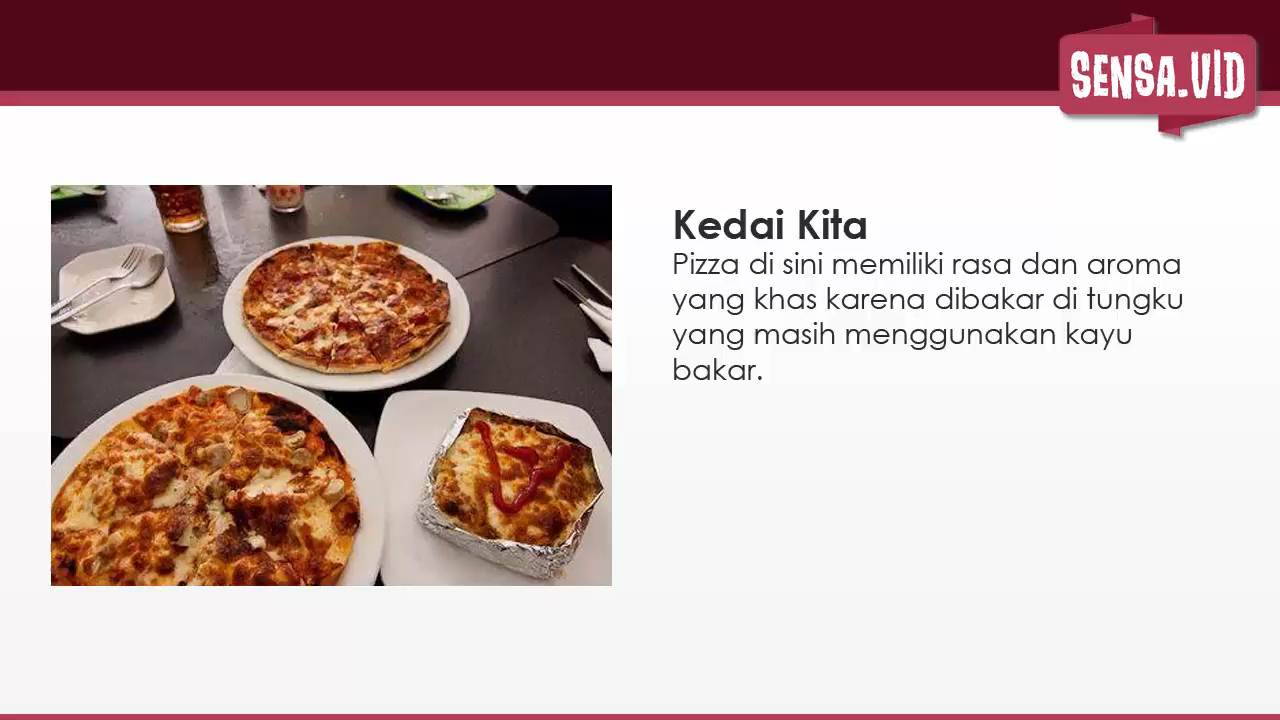 SENSA.VID
Kedai Kita
Pizza di sini memiliki rasa dan aroma
yang khas karena dibakar di tungku
yang masih menggunakan kayu
bakar.